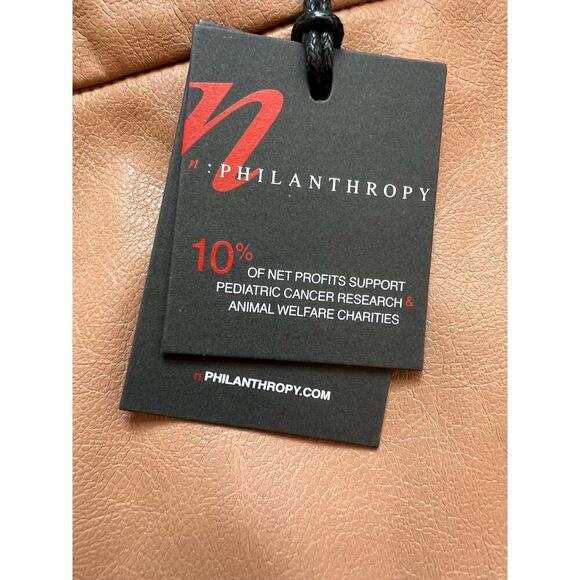 n
n:PHILANTHROPY
10%
OF NET PROFITS SUPPORT
PEDIATRIC CANCER RESEARCH &
ANIMAL WELFARE CHARITIES
nPHILANTHROPY.COM